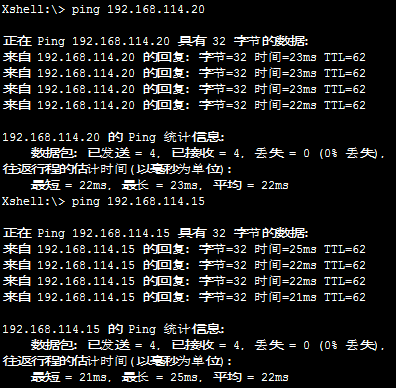 Xshell:\> ping 192.168.114.20
正在 Ping 192.168.114.20 具有 32 字节的数据:
来自 192.168.114.20 的回复: 字节=32 时间=23ms TTL=62
来自 192.168.114.20 的回复: 字节=32 时间=23ms TTL=62
来自 192.168.114.20 的回复: 字节=32 时间=23ms TTL=62
来自 192.168.114.20 的回复: 字节=32 时间=22ms TTL=62
192.168.114.20 的 Ping 统计信息:
数据包: 已发送 = 4, 已接收 = 4, 丢失 = 0 (0% 丢失),
往返行程的估计时间(以毫秒为单位):
最短 = 22ms, 最长 = 23ms, 平均 = 22ms
Xshell:\> ping 192.168.114.15
正在 Ping 192.168.114.15 具有 32 字节的数据:
来自 192.168.114.15 的回复: 字节=32 时间=25ms TTL=62
来自 192.168.114.15 的回复: 字节=32 时间=22ms TTL=62
来自 192.168.114.15 的回复: 字节=32 时间=22ms TTL=62
来自 192.168.114.15 的回复: 字节=32 时间=21ms TTL=62
192.168.114.15 的 Ping 统计信息:
数据包: 已发送 = 4, 已接收 = 4, 丢失 = 0 (0% 丢失),
往返行程的估计时间(以毫秒为单位):
最短 = 21ms, 最长 = 25ms, 平均 = 22ms